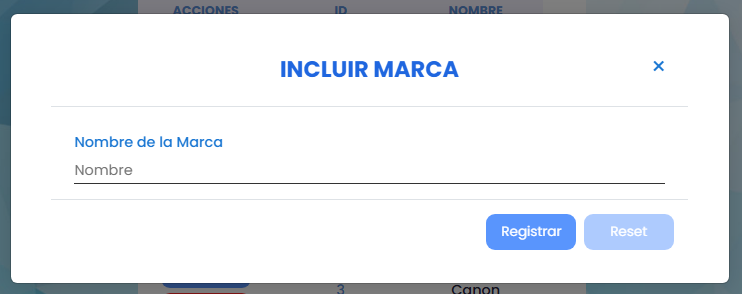 ACCIONES ID NOMBRE
INCLUIR MARCA ×
Nombre de la Marca
Nombre
Registrar Reset
3 Canon